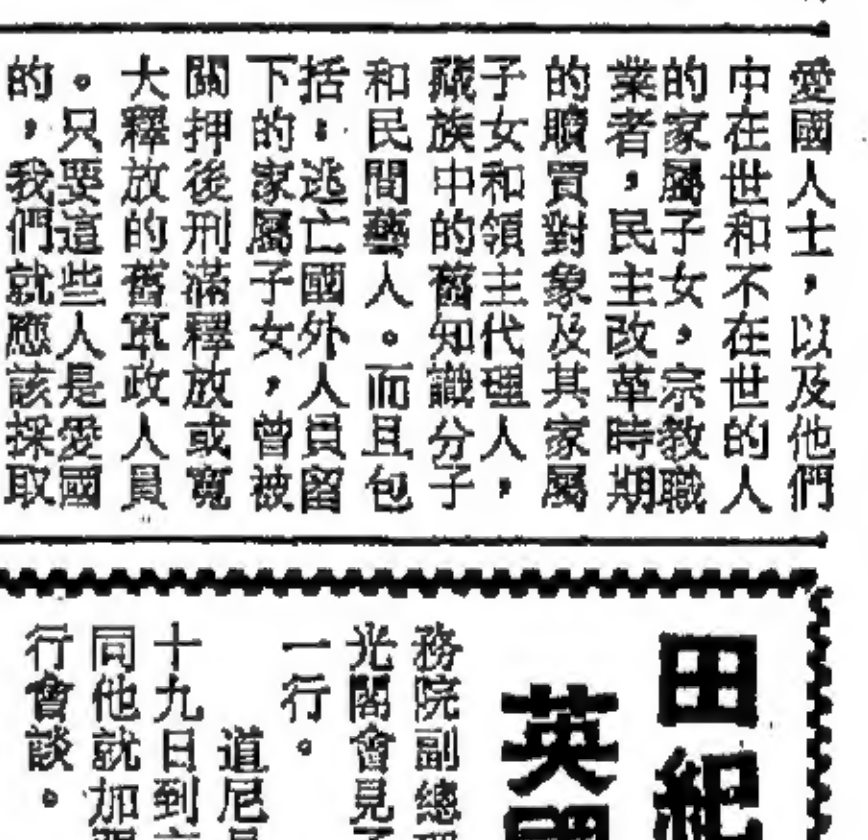 愛國人士，以及他們
中在世和不在世的人
的家屬子女，宗教職
業者，民主改革時期
的贖買對象及其家屬
子女和領主代理人，
藏族中的舊知識分子
和民間藝人。而且包
括：逃亡國外人員留
下的家屬子女，曾被
關押後刑滿釋放或寬
大釋放的舊軍政人員
。只要這些人是愛國
的，我們就應該採取
田紀
英國
務院副總理
光閣會見
一行。
道尼
十九日到
同他就加
行會談。